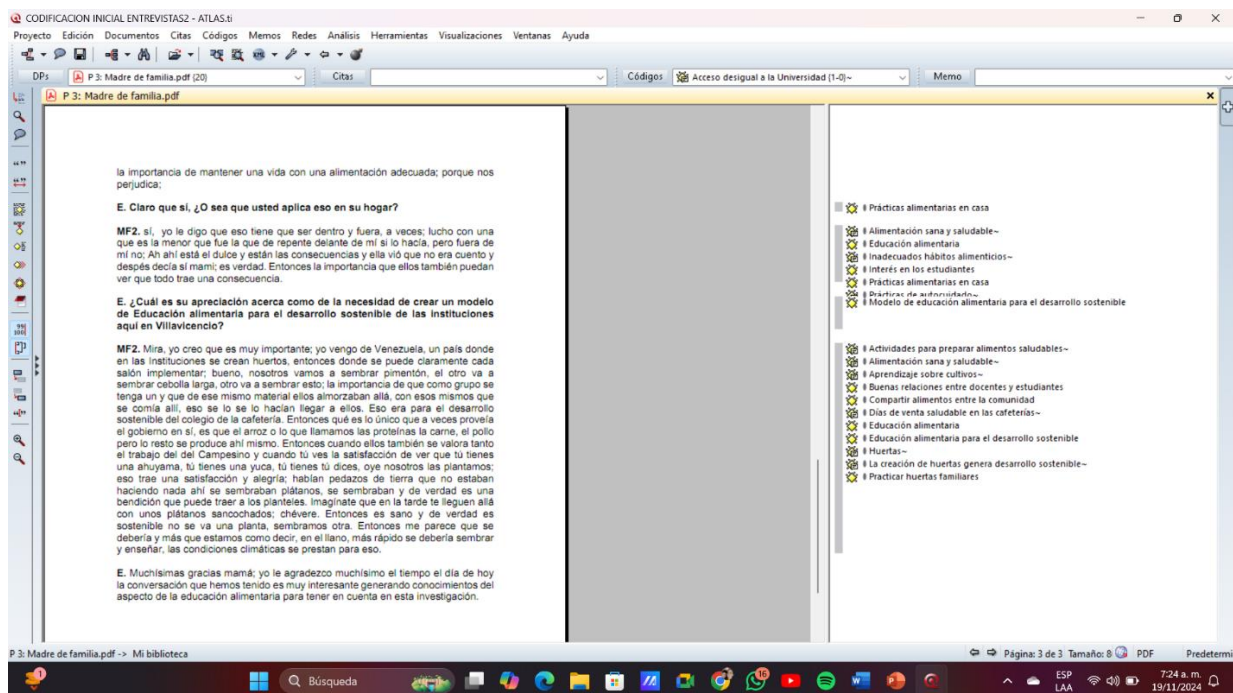 CODIFICACION INICIAL ENTREVISTAS2 - ATLAS.ti
Proyecto Edición Documentos Citas Códigos Memos Redes Análisis Herramientas Visualizaciones Ventanas Ayuda
DPs P 3: Madre de familia.pdf (20) Citas Códigos Acceso desigual a la Universidad (1-0)~ Memo
P 3: Madre de familia.pdf
la importancia de mantener una vida con una alimentación adecuada; porque nos
perjudica;
E. Claro que si, ¿O sea que usted aplica eso en su hogar?
MF2. sí, yo le digo que eso tiene que ser dentro y fuera, a veces; lucho con una
que es la menor que fue la que de repente delante de mí si lo hacía, pero fuera de
mí no; Ah ahí está el dulce y están las consecuencias y ella vió que no era cuento y
despés decía sí mami; es verdad. Entonces la importancia que ellos también puedan
ver que todo trae una consecuencia.
E. ¿Cuál es su apreciación acerca como de la necesidad de crear un modelo
de Educación alimentaria para el desarrollo sostenible de las instituciones
aquí en Villavicencio?
MF2. Mira, yo creo que es muy importante; yo vengo de Venezuela, un país donde
en las Instituciones se crean huertos, entonces donde se puede claramente cada
salón implementar; bueno, nosotros vamos a sembrar pimentón, el otro va a
sembrar cebolla larga, otro va a sembrar esto; la importancia de que como grupo se
tenga un y que de ese mismo material ellos almorzaban allá, con esos mismos que
se comía allí, eso se lo se lo hacían llegar a ellos. Eso era para el desarrollo
sostenible del colegio de la cafetería. Entonces qué es lo único que a veces proveía
el gobierno en sí, es que el arroz o lo que llamamos las proteínas la carne, el pollo
pero lo resto se produce ahí mismo. Entonces cuando ellos también se valora tanto
el trabajo del del Campesino y cuando tú ves la satisfacción de ver que tú tienes
una ahuyama, tú tienes una yuca, tú tienes tú dices, oye nosotros las plantamos;
eso trae una satisfacción y alegría; habían pedazos de tierra que no estaban
haciendo nada ahí se sembraban plátanos, se sembraban y de verdad es una
bendición que puede traer a los planteles. Imagínate que en la tarde te lleguen allá
con unos plátanos sancochados; chévere. Entonces es sano y de verdad es
sostenible no se va una planta, sembramos otra. Entonces me parece que se
debería y más que estamos como decir, en el llano, más rápido se debería sembrar
y enseñar, las condiciones climáticas se prestan para eso.
E. Muchísimas gracias mamá; yo le agradezco muchísimo el tiempo el día de hoy
la conversación que hemos tenido es muy interesante generando conocimientos del
aspecto de la educación alimentaria para tener en cuenta en esta investigación.
Prácticas alimentarias en casa
Alimentación sana y saludable~
Educación alimentaria
Inadecuados hábitos alimenticios~
Interés en los estudiantes
Prácticas alimentarias en casa
Prácticas de autocuidado~
Modelo de educación alimentaria para el desarrollo sostenible
Actividades para preparar alimentos saludables~
Alimentación sana y saludable~
Aprendizaje sobre cultivos~
Buenas relaciones entre docentes y estudiantes
Compartir alimentos entre la comunidad
Días de venta saludable en las cafeterías~
Educación alimentaria
Educación alimentaria para el desarrollo sostenible
Huertas~
La creación de huertas genera desarrollo sostenible~
Practicar huertas familiares
P 3: Madre de familia.pdf -> Mi biblioteca Página: 3 de 3 Tamaño: 8 PDF Predetermi
1 Búsqueda 16 ESP 7:24 a. m.
LAA 19/11/2024